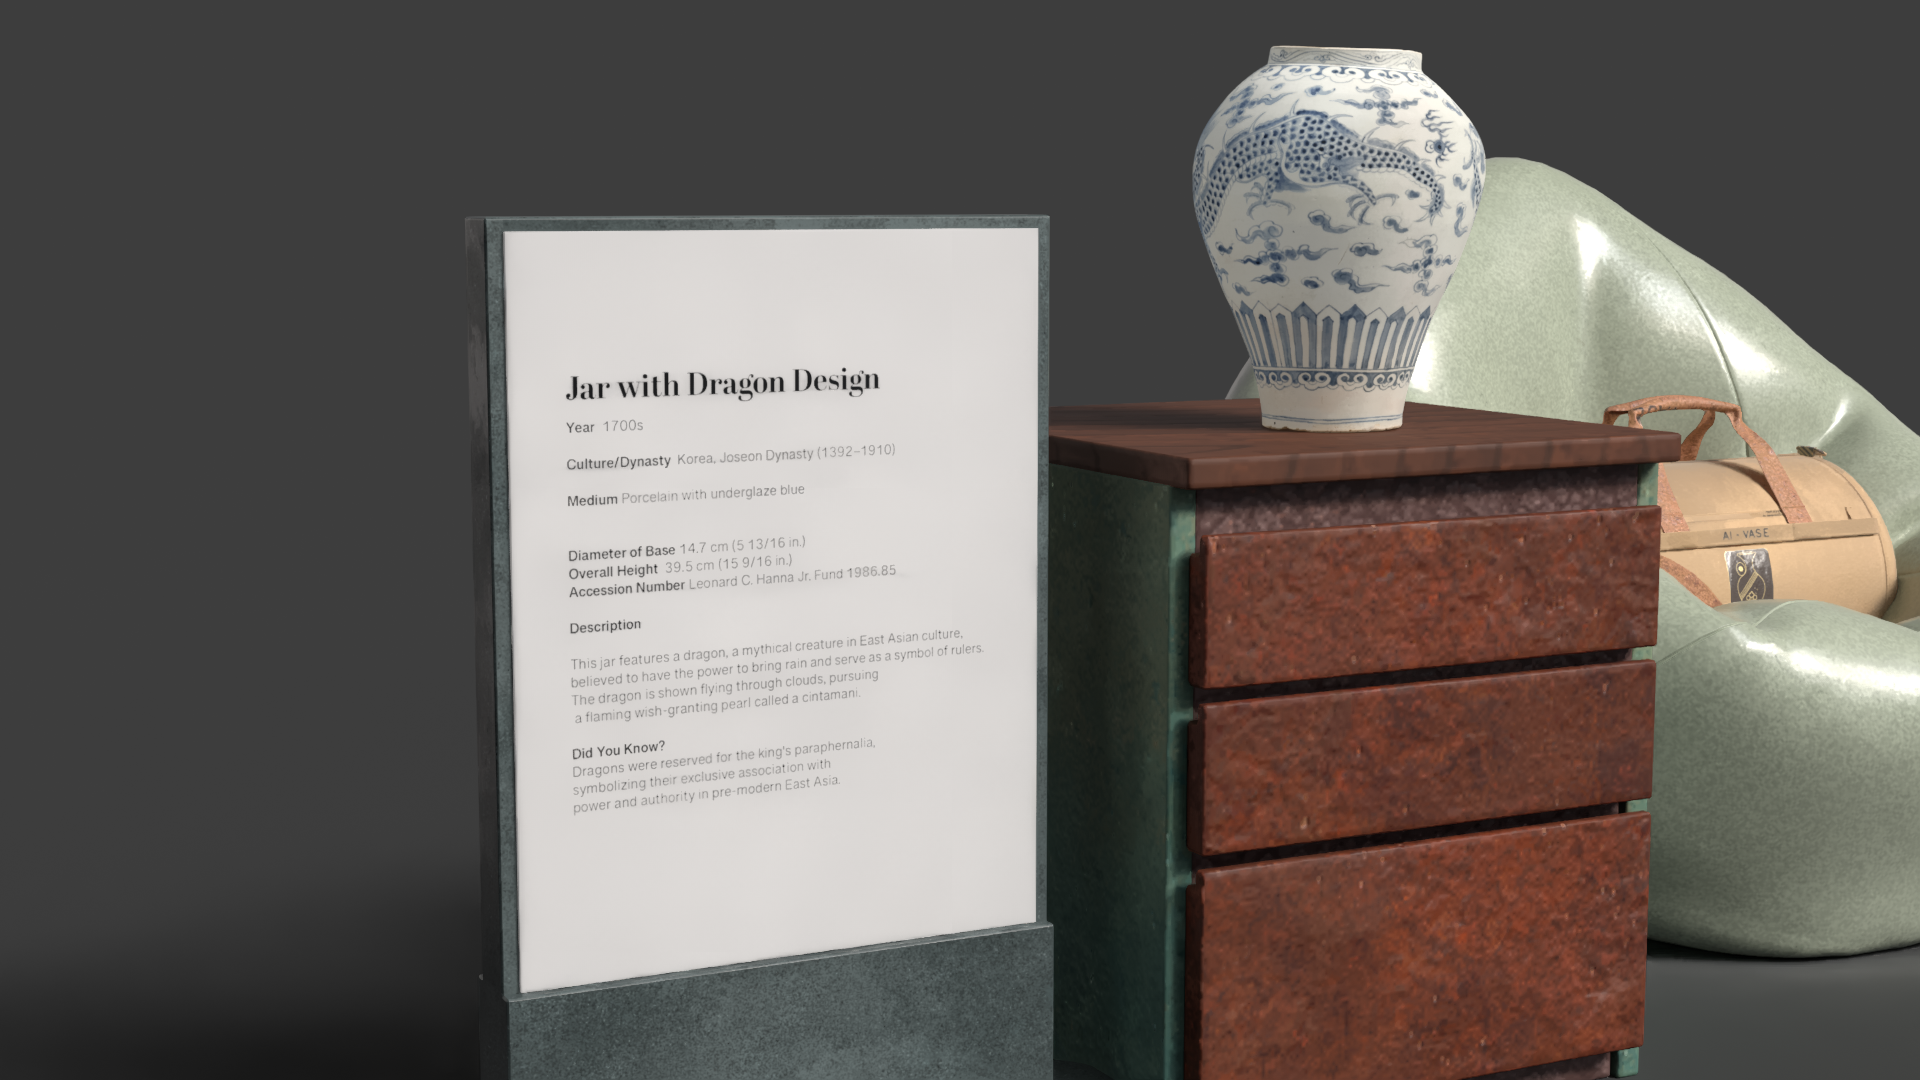 Jar with Dragon Design
Year 1700s
Culture/Dynasty Korea, Joseon Dynasty (1392–1910)
Medium Porcelain with underglaze blue
Diameter of Base 14.7 cm (5 13/16 in.)
Overall Height 39.5 cm (15 9/16 in.)
Accession Number Leonard C. Hanna Jr. Fund 1986.85
Description
This jar features a dragon, a mythical creature in East Asian culture,
believed to have the power to bring rain and serve as a symbol of rulers.
The dragon is shown flying through clouds, pursuing
a flaming wish-granting pearl called a cintamani.
Did You Know?
Dragons were reserved for the king's paraphernalia,
symbolizing their exclusive association with
power and authority in pre-modern East Asia.
AI - VASE